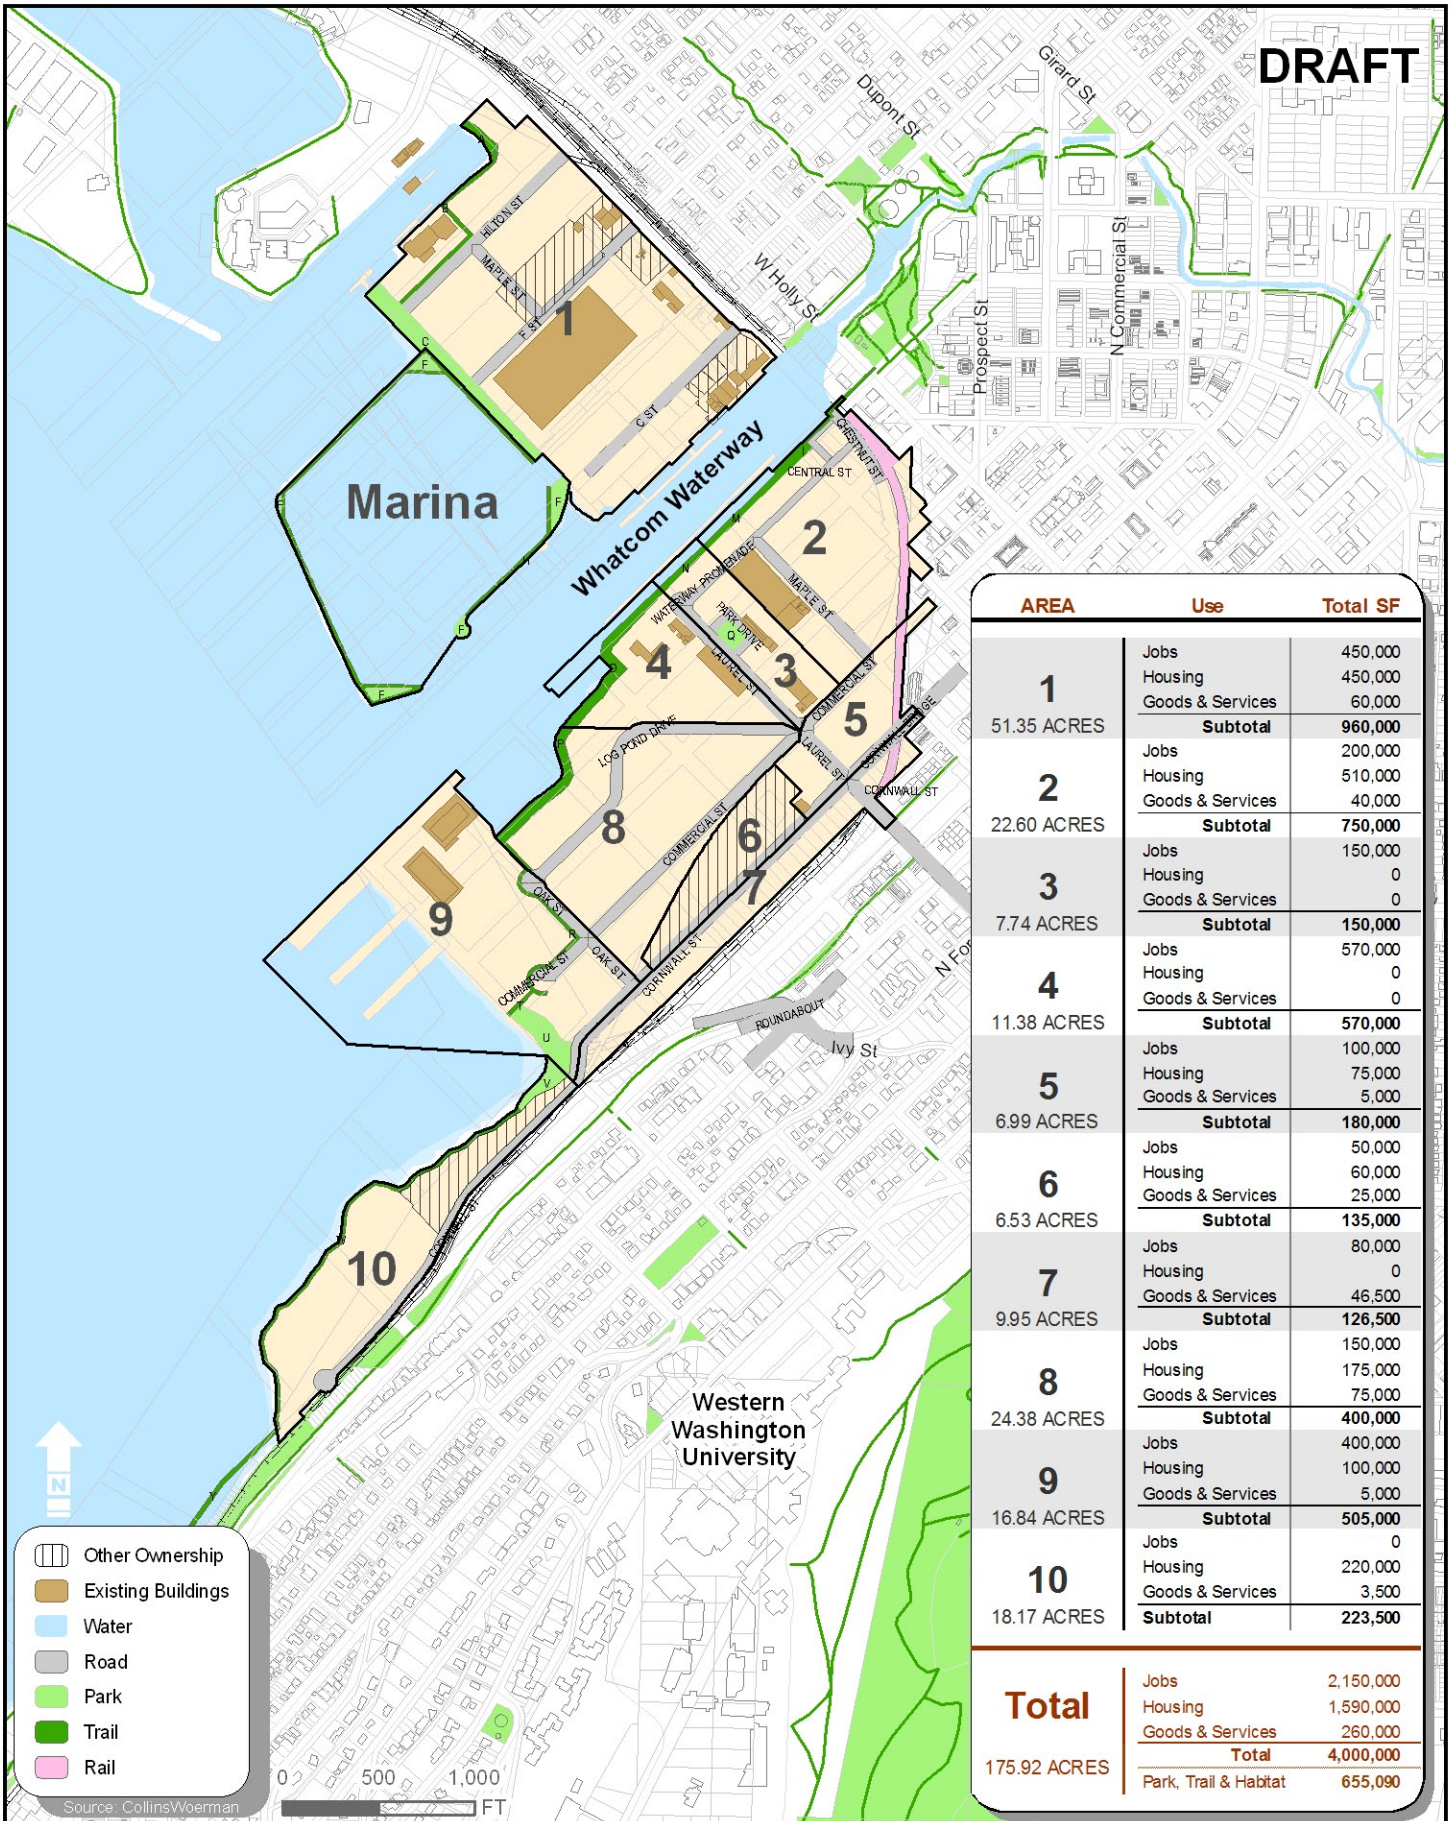 DRAFT
Girard St
Dupont St
W Holly St
Prospect St
N Commercial St
HILTON ST
MAPLE ST
F ST
1
C ST
A
B
C
F
F
F
F
Marina
Whatcom Waterway
CHESTNUT ST
CENTRAL ST
I
M
2
N
WATERWAY PROMENADE
MAPLE ST
PARK DRIVE
Q
LAUREL ST
3
4
COMMERCIAL ST
5
LOG POND DRIVE
P
LAUREL ST
CORNWALL ST
COMMERCIAL ST
8
6
7
9
OAK ST
R
OAK ST
COMMERCIAL ST
CORNWALL ST
T
U
V
ROUNDABOUT
Ivy St
N For
CORNWALL ST
10
Western
Washington
University
N
AREA Use Total SF
1
51.35 ACRES
Jobs 450,000
Housing 450,000
Goods & Services 60,000
Subtotal 960,000
2
22.60 ACRES
Jobs 200,000
Housing 510,000
Goods & Services 40,000
Subtotal 750,000
3
7.74 ACRES
Jobs 150,000
Housing 0
Goods & Services 0
Subtotal 150,000
4
11.38 ACRES
Jobs 570,000
Housing 0
Goods & Services 0
Subtotal 570,000
5
6.99 ACRES
Jobs 100,000
Housing 75,000
Goods & Services 5,000
Subtotal 180,000
6
6.53 ACRES
Jobs 50,000
Housing 60,000
Goods & Services 25,000
Subtotal 135,000
7
9.95 ACRES
Jobs 80,000
Housing 0
Goods & Services 46,500
Subtotal 126,500
8
24.38 ACRES
Jobs 150,000
Housing 175,000
Goods & Services 75,000
Subtotal 400,000
9
16.84 ACRES
Jobs 400,000
Housing 100,000
Goods & Services 5,000
Subtotal 505,000
10
18.17 ACRES
Jobs 0
Housing 220,000
Goods & Services 3,500
Subtotal 223,500
Total
175.92 ACRES
Jobs 2,150,000
Housing 1,590,000
Goods & Services 260,000
Total 4,000,000
Park, Trail & Habitat 655,090
Other Ownership
Existing Buildings
Water
Road
Park
Trail
Rail
Source: CollinsWoerman
0 500 1,000
FT